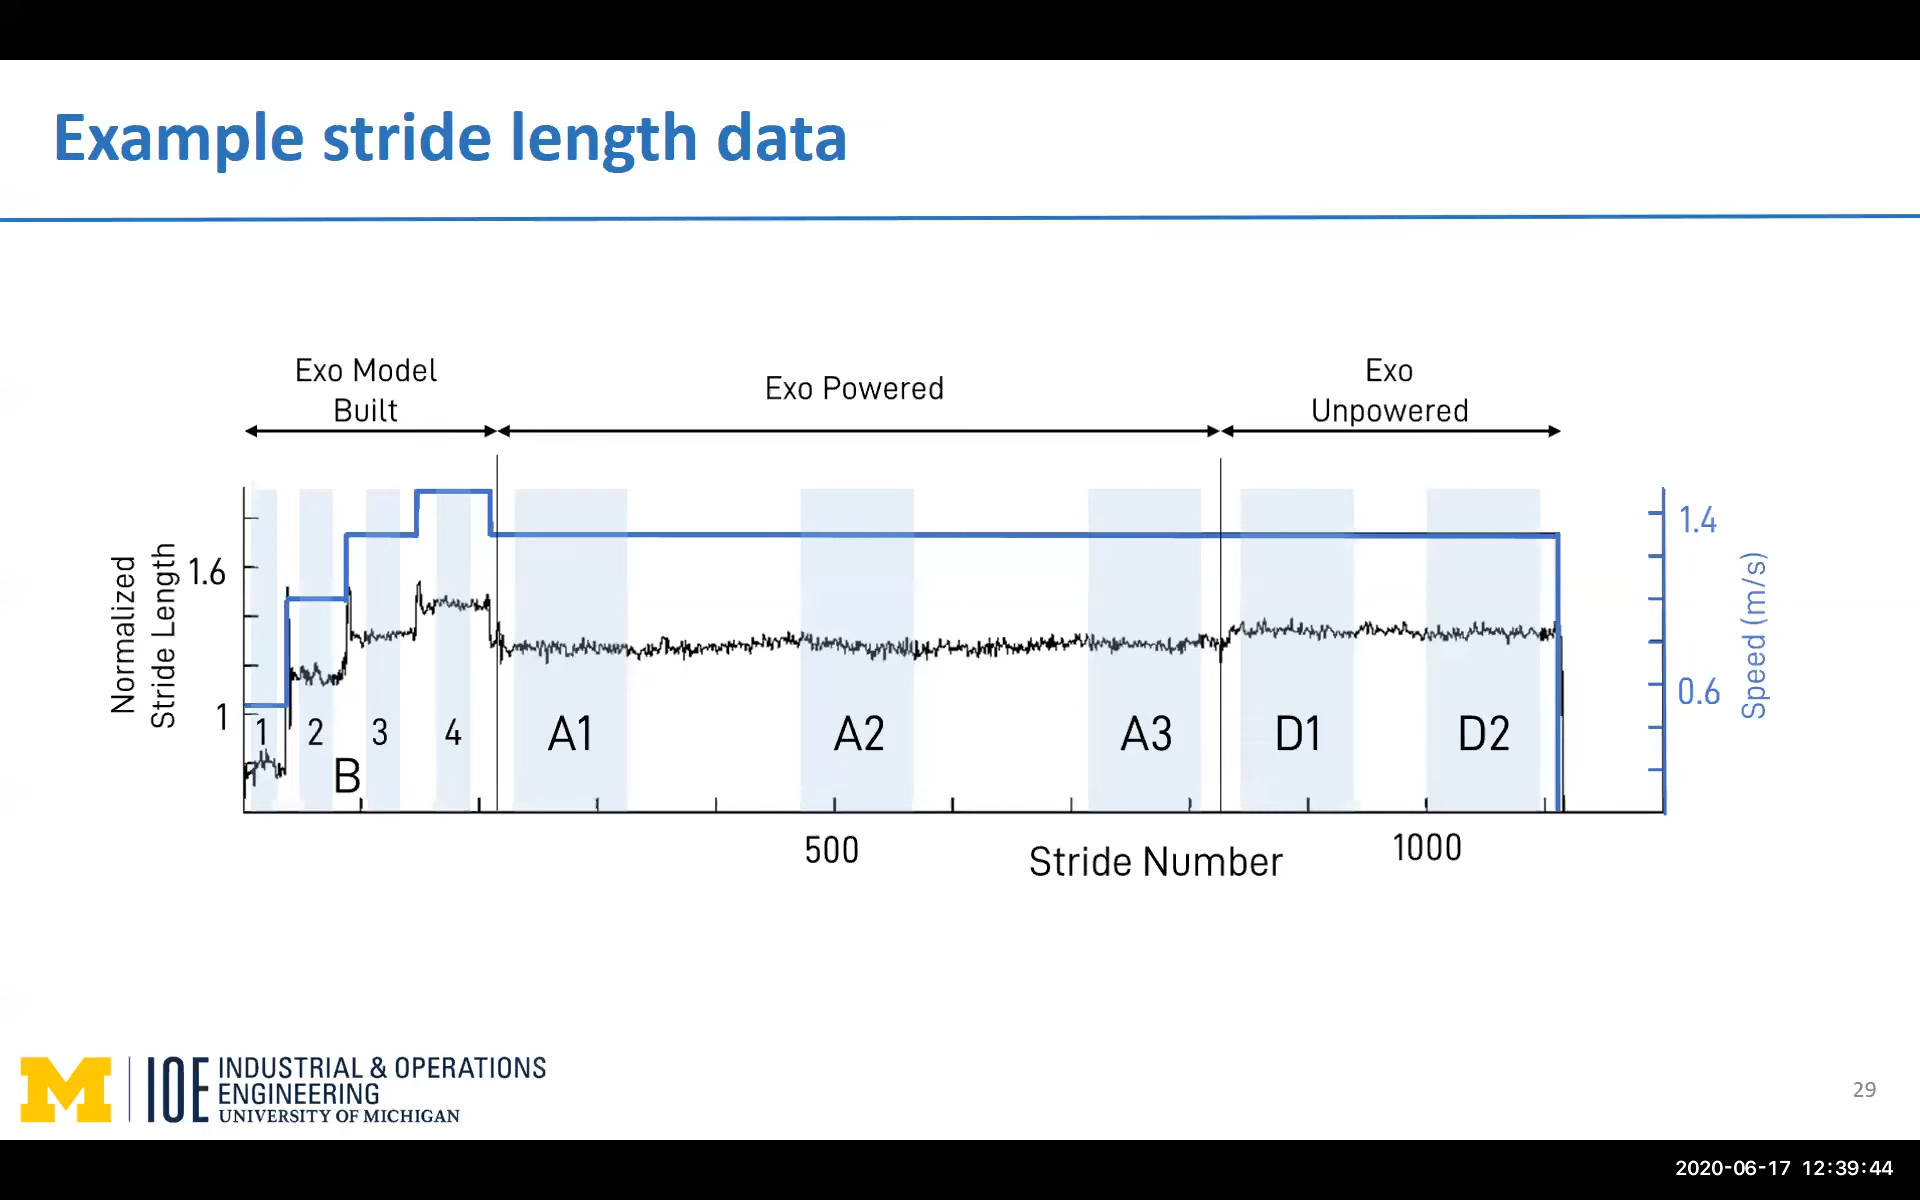 Example stride length data
Exo Model
Built
Exo Powered
Exo
Unpowered
Normalized
Stride Length
1.6
1
1
2
3
4
B
A1
A2
A3
D1
D2
1.4
0.6
Speed (m/s)
500
1000
Stride Number
M
IOE
INDUSTRIAL & OPERATIONS
ENGINEERING
UNIVERSITY OF MICHIGAN
29
2020-06-17 12:39:44